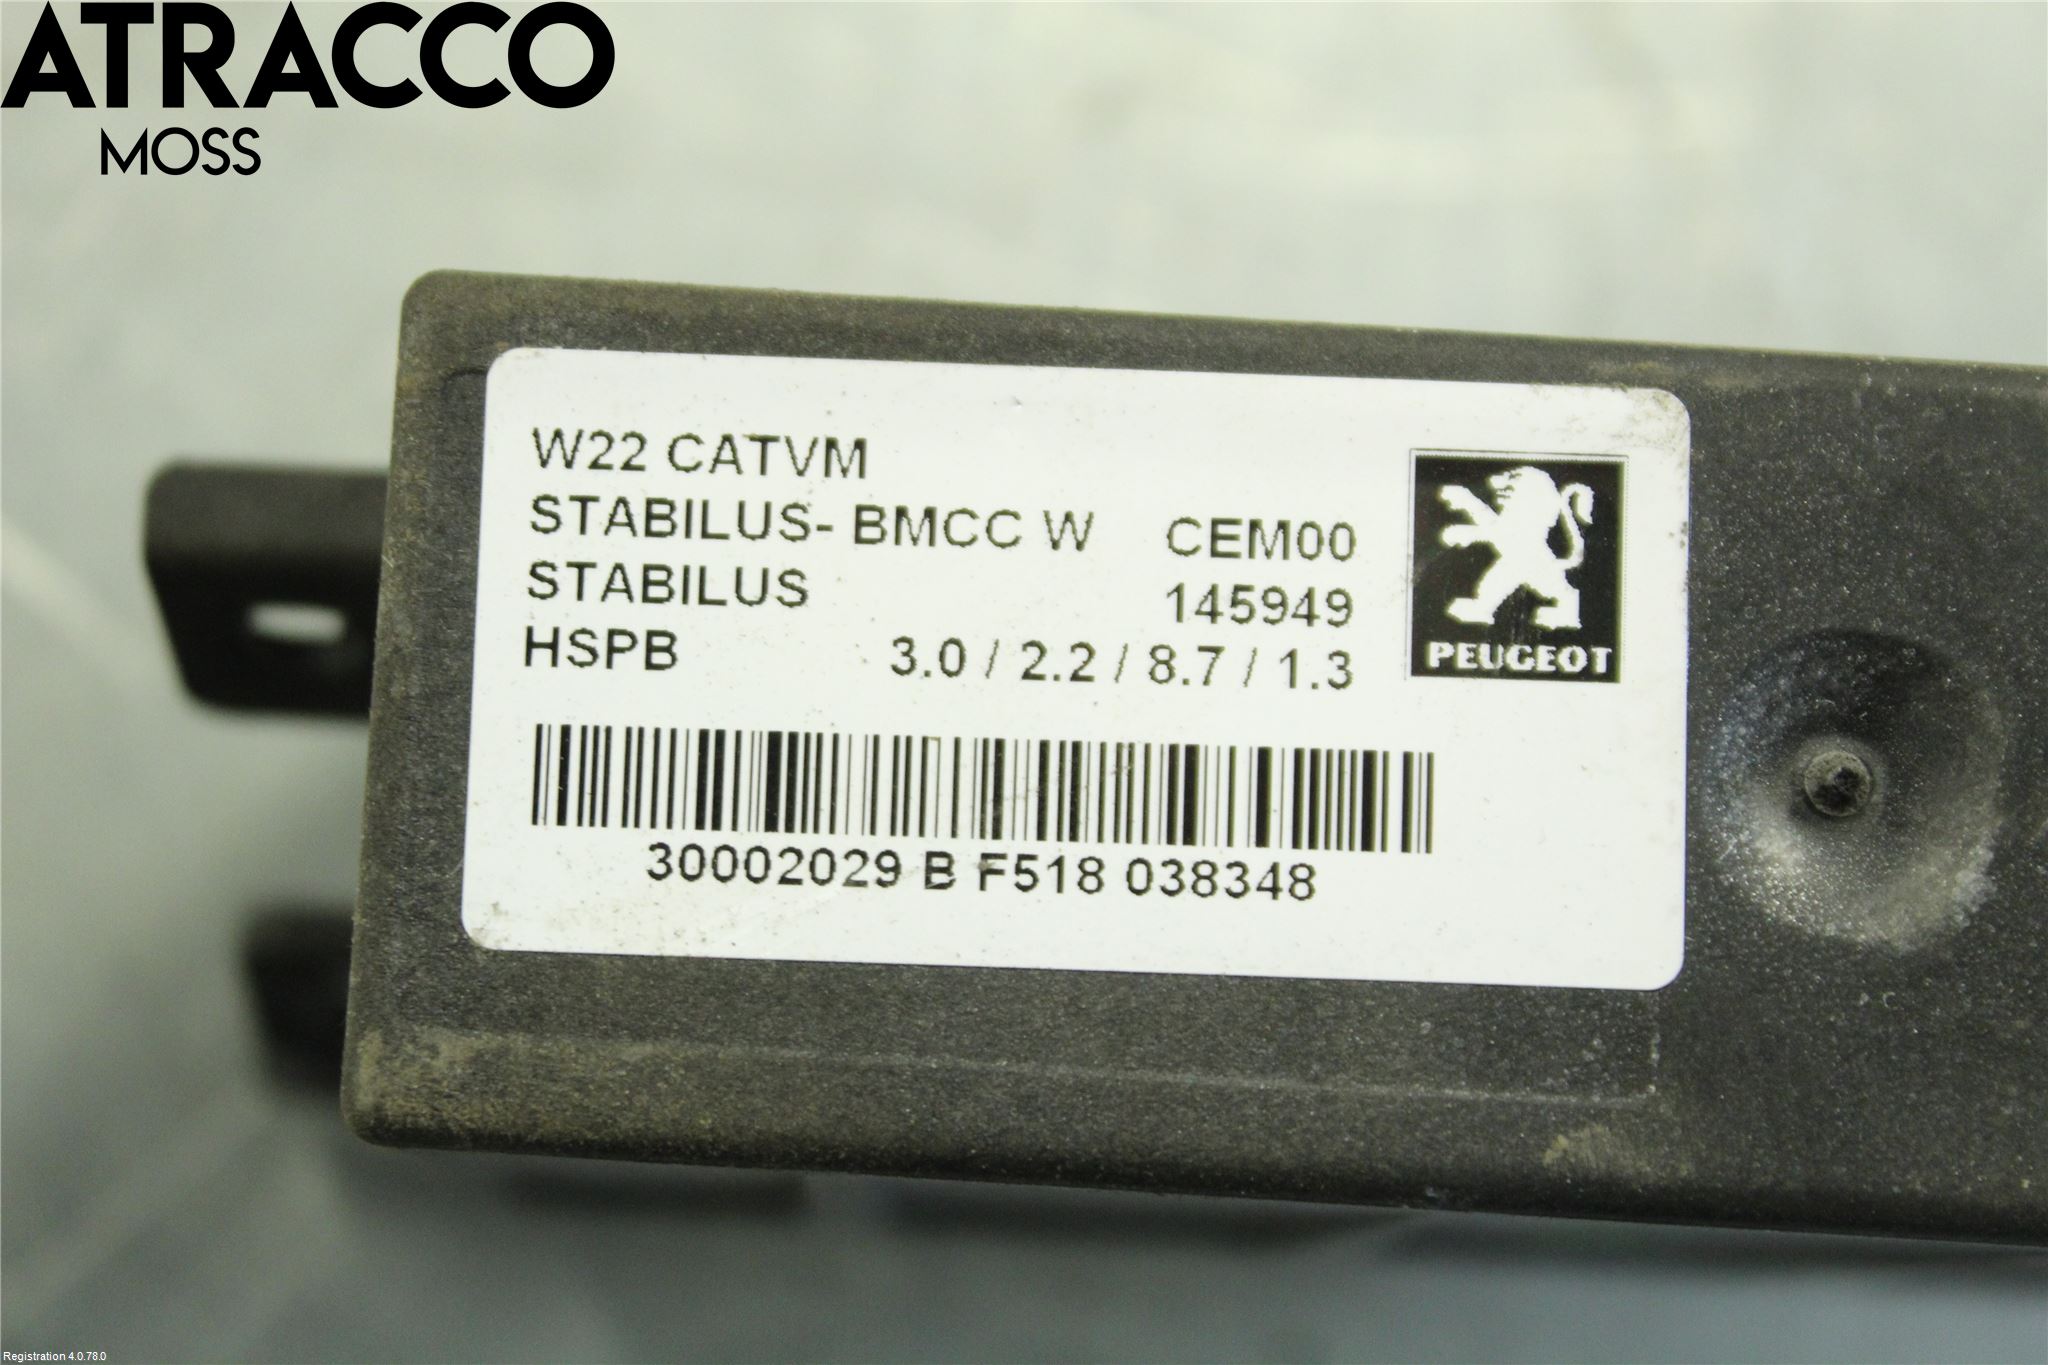 ATRACCO
MOSS
W22 CATVM
STABILUS- BMCC W CEM00
STABILUS 145949
HSPB 3.0 / 2.2 / 8.7 / 1.3
PEUGEOT
30002029 B F518 038348
Registration 4.0.78.0